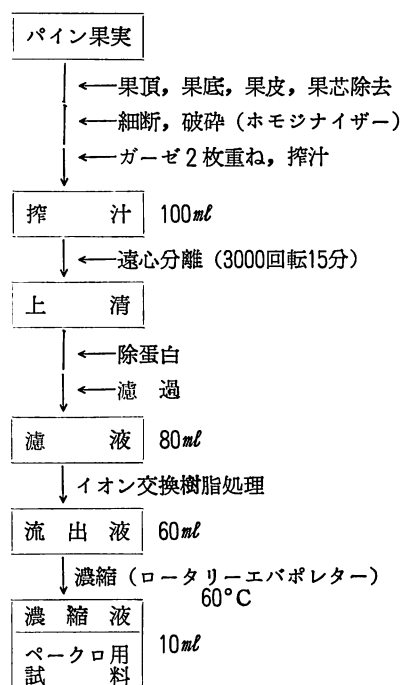 パイン果実
←果頂，果底，果皮，果芯除去
←細断，破砕（ホモジナイザー）
←ガーゼ2枚重ね，搾汁
搾汁 100ml
←遠心分離（3000回転15分）
上清
←除蛋白
←濾過
濾液 80ml
イオン交換樹脂処理
流出液 60ml
濃縮（ロータリーエバポレター）
60°C
濃縮液
10ml
ペークロ用
試料